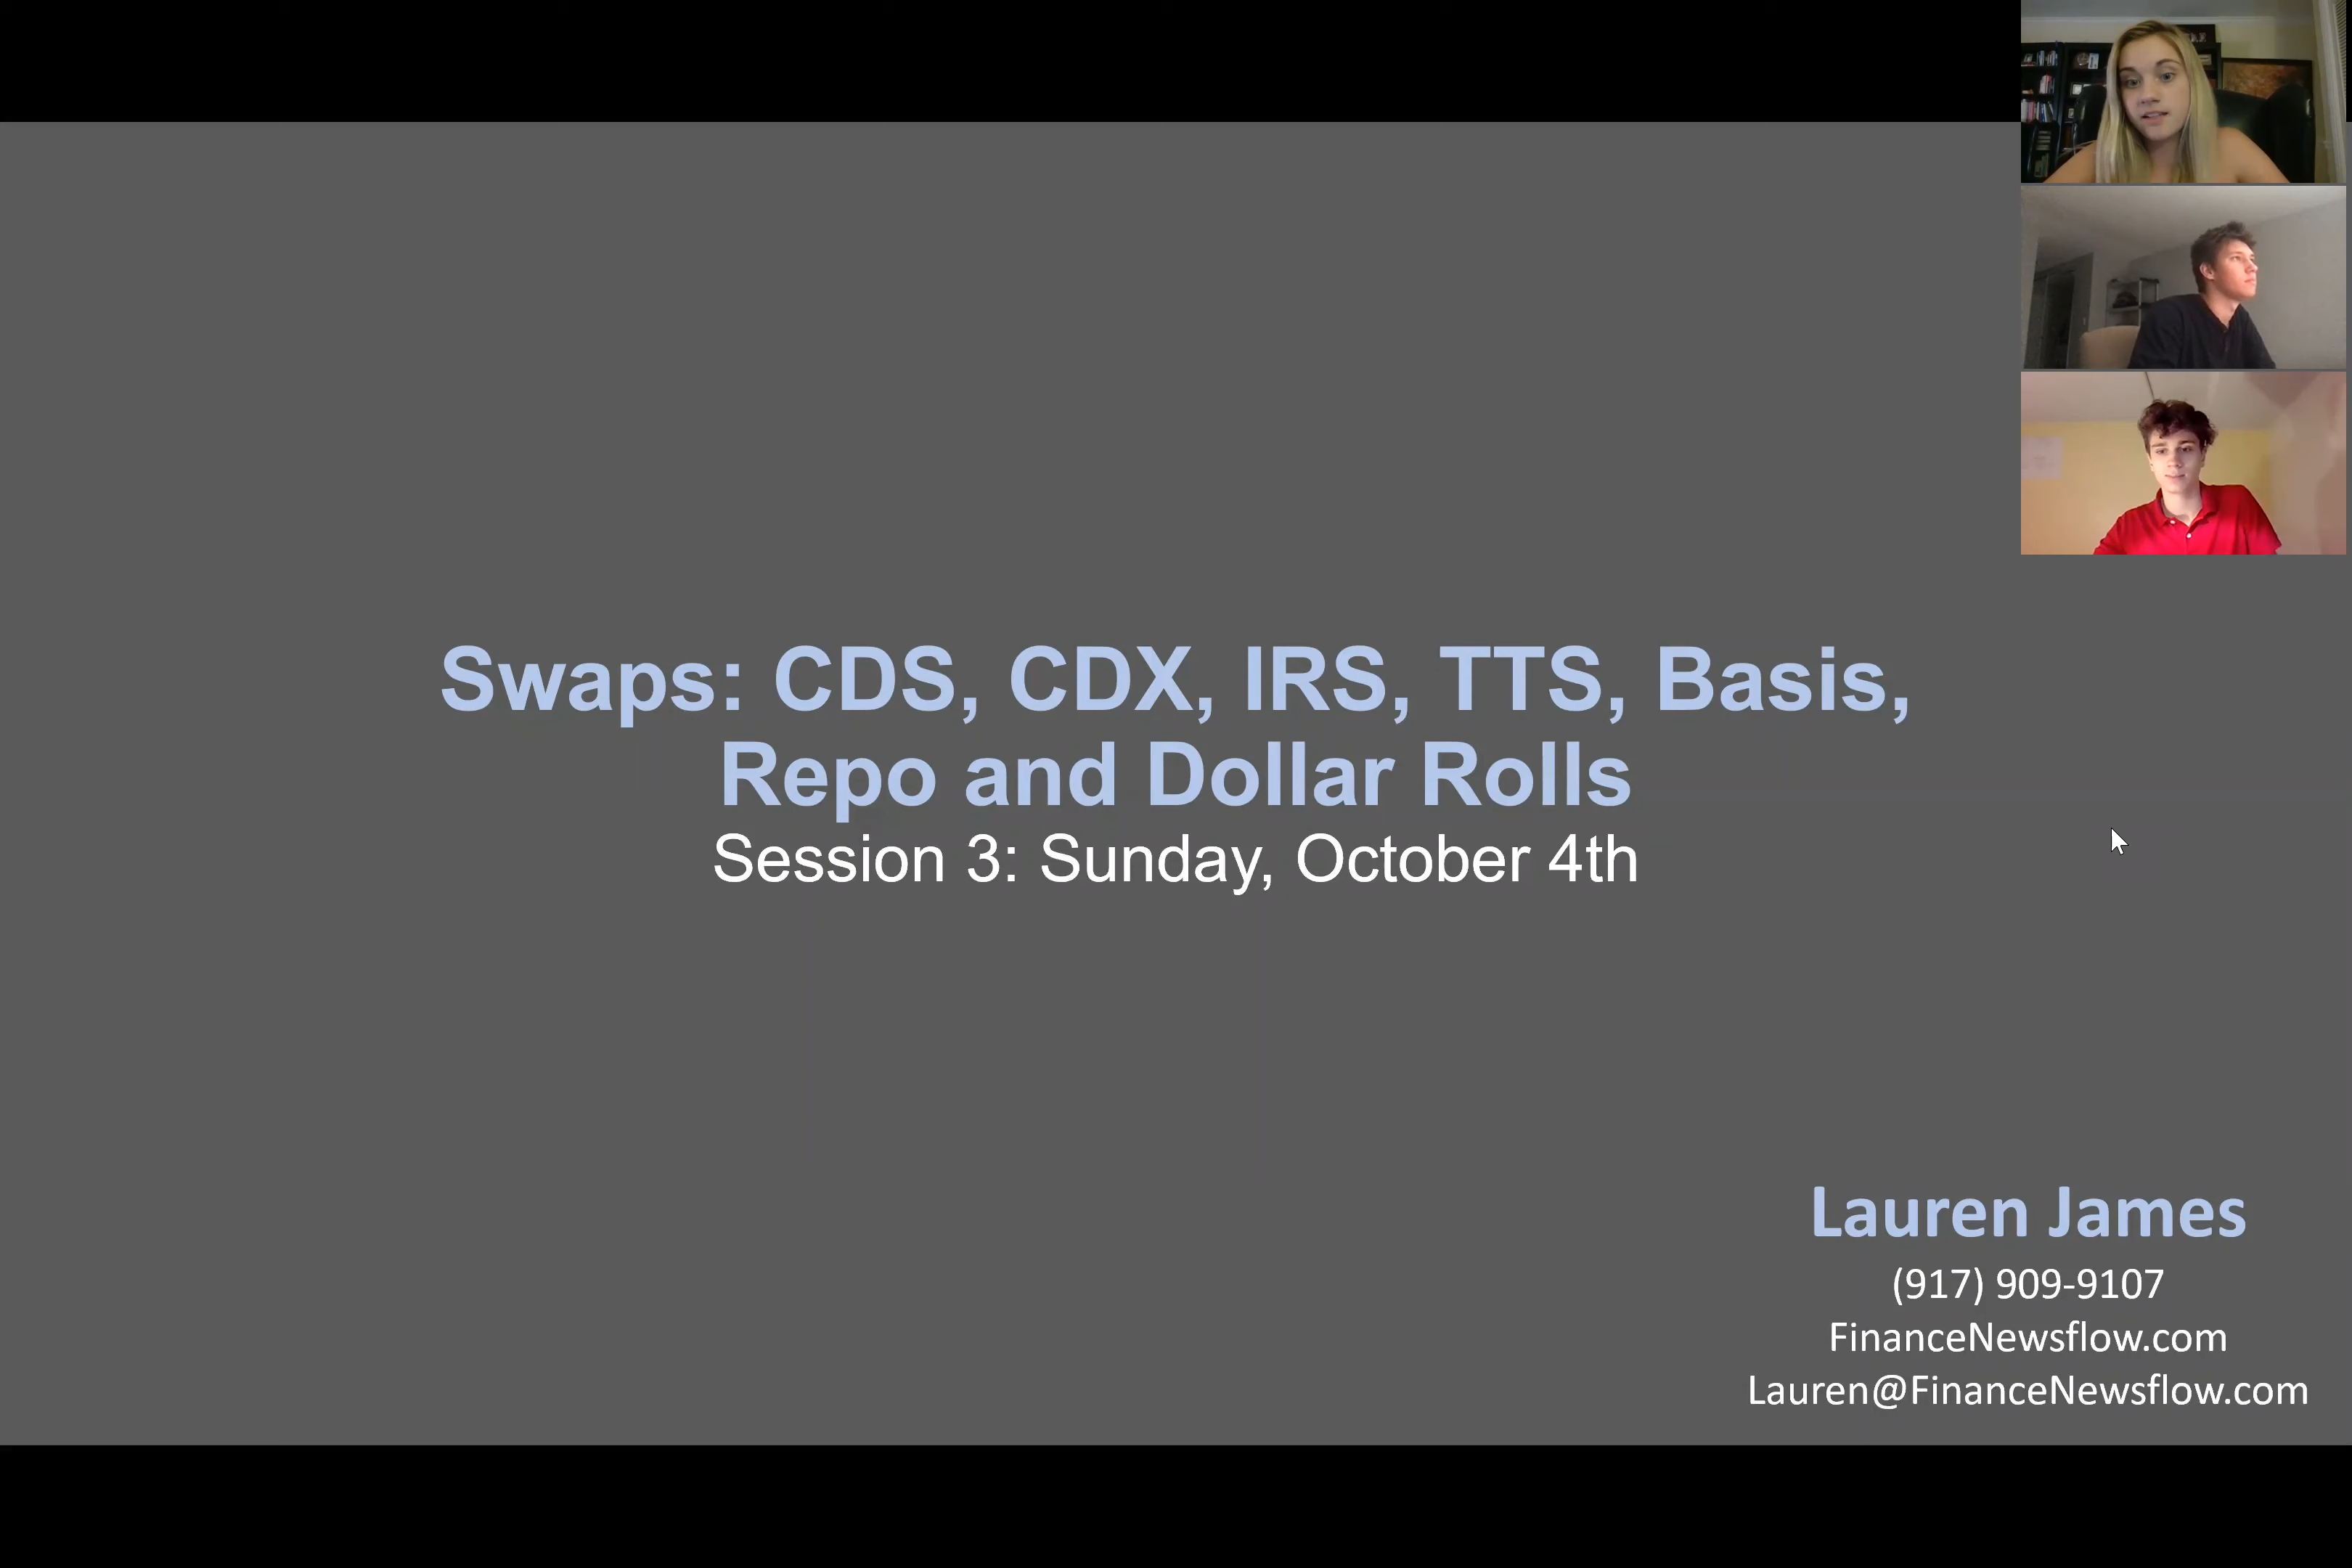 Swaps: CDS, CDX, IRS, TTS, Basis,
Repo and Dollar Rolls
Session 3: Sunday, October 4th
Lauren James
(917) 909-9107
FinanceNewsflow.com
Lauren@FinanceNewsflow.com